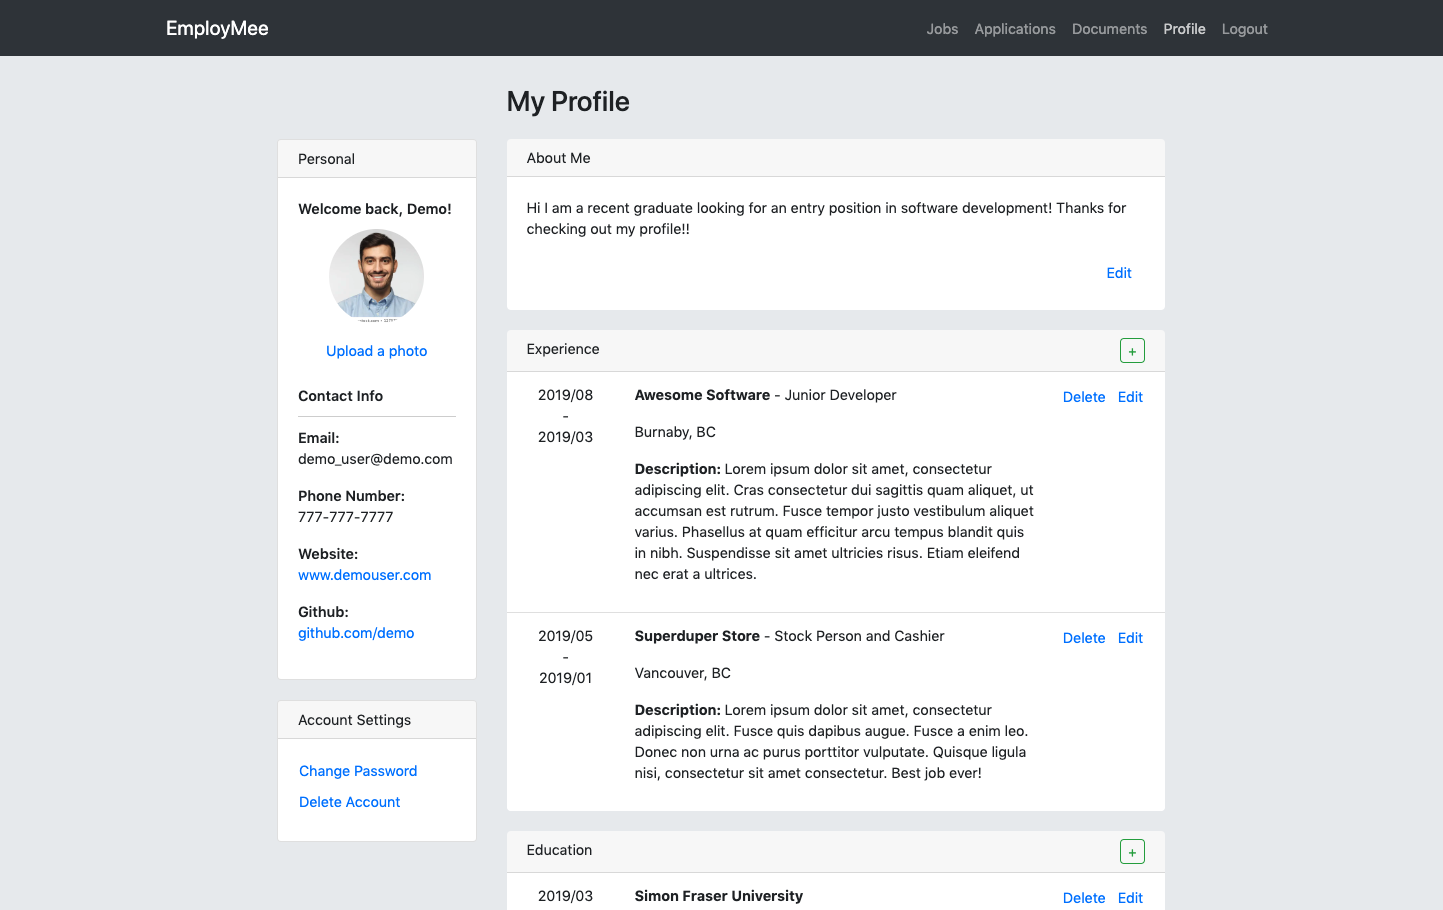 EmployMee
Jobs Applications Documents Profile Logout
My Profile
Personal
Welcome back, Demo!
Upload a photo
Contact Info
Email:
demo_user@demo.com
Phone Number:
777-777-7777
Website:
www.demouser.com
Github:
github.com/demo
Account Settings
Change Password
Delete Account
About Me
Hi I am a recent graduate looking for an entry position in software development! Thanks for
checking out my profile!!
Edit
Experience +
2019/08
-
2019/03
Awesome Software - Junior Developer
Delete Edit
Burnaby, BC
Description: Lorem ipsum dolor sit amet, consectetur
adipiscing elit. Cras consectetur dui sagittis quam aliquet, ut
accumsan est rutrum. Fusce tempor justo vestibulum aliquet
varius. Phasellus at quam efficitur arcu tempus blandit quis
in nibh. Suspendisse sit amet ultricies risus. Etiam eleifend
nec erat a ultrices.
2019/05
-
2019/01
Superduper Store - Stock Person and Cashier
Delete Edit
Vancouver, BC
Description: Lorem ipsum dolor sit amet, consectetur
adipiscing elit. Fusce quis dapibus augue. Fusce a enim leo.
Donec non urna ac purus porttitor vulputate. Quisque ligula
nisi, consectetur sit amet consectetur. Best job ever!
Education +
2019/03
Simon Fraser University
Delete Edit